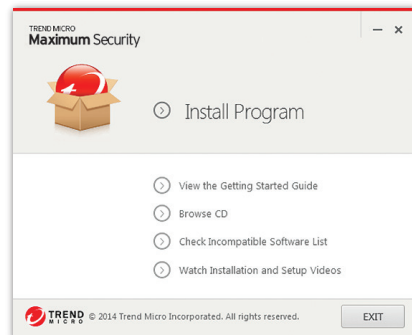 TREND MICRO
Maximum Security
Install Program
View the Getting Started Guide
Browse CD
Check Incompatible Software List
Watch Installation and Setup Videos
TREND MICRO © 2014 Trend Micro Incorporated. All rights reserved.
EXIT